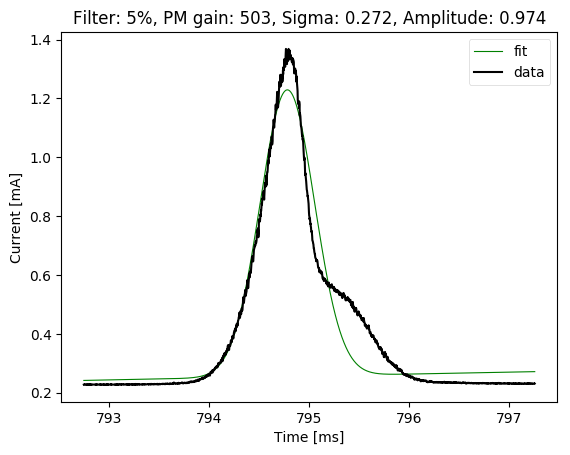 Filter: 5%, PM gain: 503, Sigma: 0.272, Amplitude: 0.974
fit
data
1.4
1.2
1.0
0.8
0.6
0.4
0.2
Current [mA]
793
794
795
796
797
Time [ms]